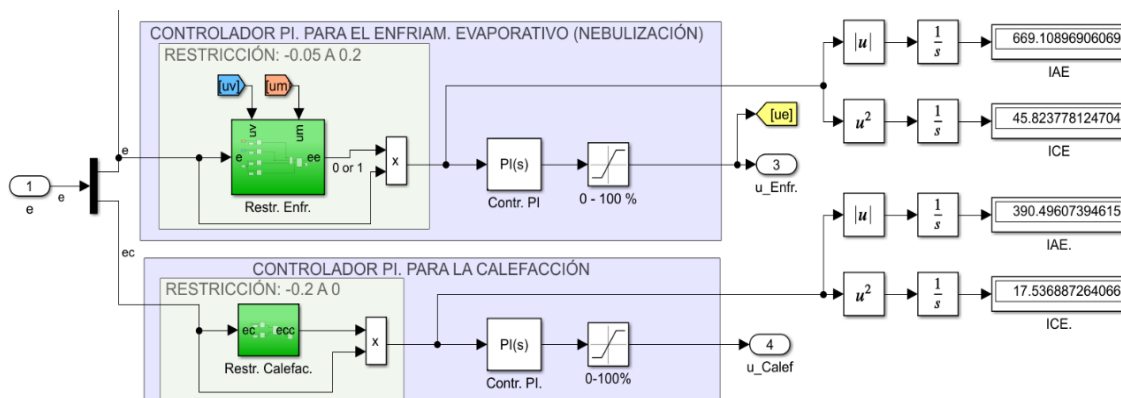 CONTROLADOR PI. PARA EL ENFRIAM. EVAPORATIVO (NEBULIZACIÓN)
RESTRICCIÓN: -0.05 A 0.2
[uv]
[um]
uv
um
e
e
ee
0 or 1
x
Restr. Enfr.
1
e
e
PI(s)
Contr. PI
0 - 100 %
[ue]
3
u_Enfr.
|u|
1
s
669.10896906069
IAE
u²
1
s
45.823778124704
ICE
ec
CONTROLADOR PI. PARA LA CALEFACCIÓN
RESTRICCIÓN: -0.2 A 0
ec
ecc
x
Restr. Calefac.
PI(s)
Contr. PI.
0-100%
4
u_Calef
|u|
1
s
390.49607394615
IAE.
u²
1
s
17.536887264066
ICE.